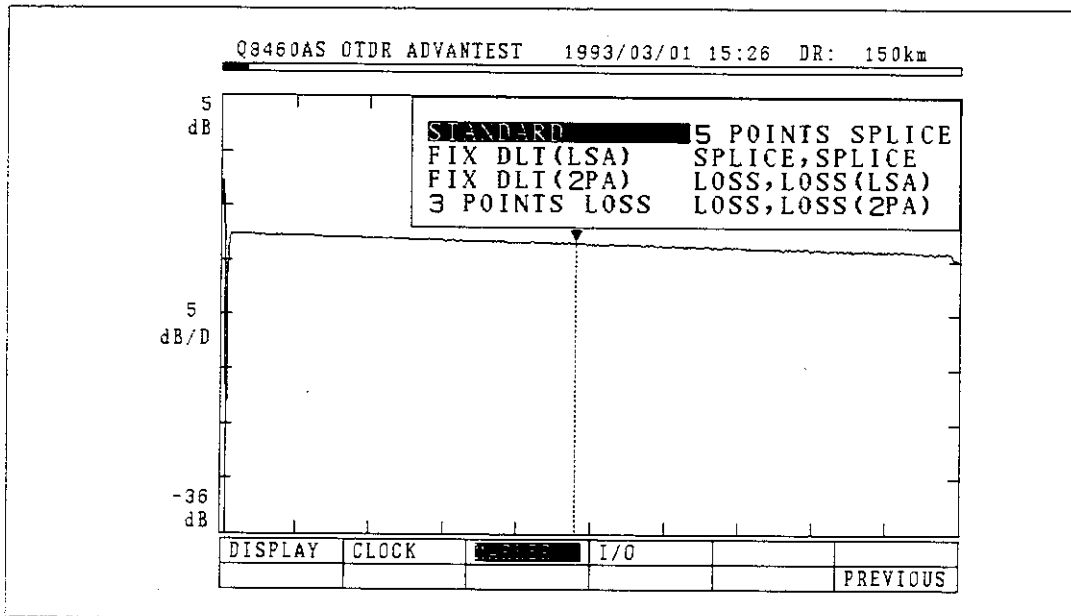 Q8460AS OTDR ADVANTEST 1993/03/01 15:26 DR: 150km
5
dB
STANDARD 5 POINTS SPLICE
FIX DLT(LSA) SPLICE,SPLICE
FIX DLT(2PA) LOSS,LOSS(LSA)
3 POINTS LOSS LOSS,LOSS(2PA)
5
dB/D
-36
dB
DISPLAY CLOCK MARKER I/O
PREVIOUS